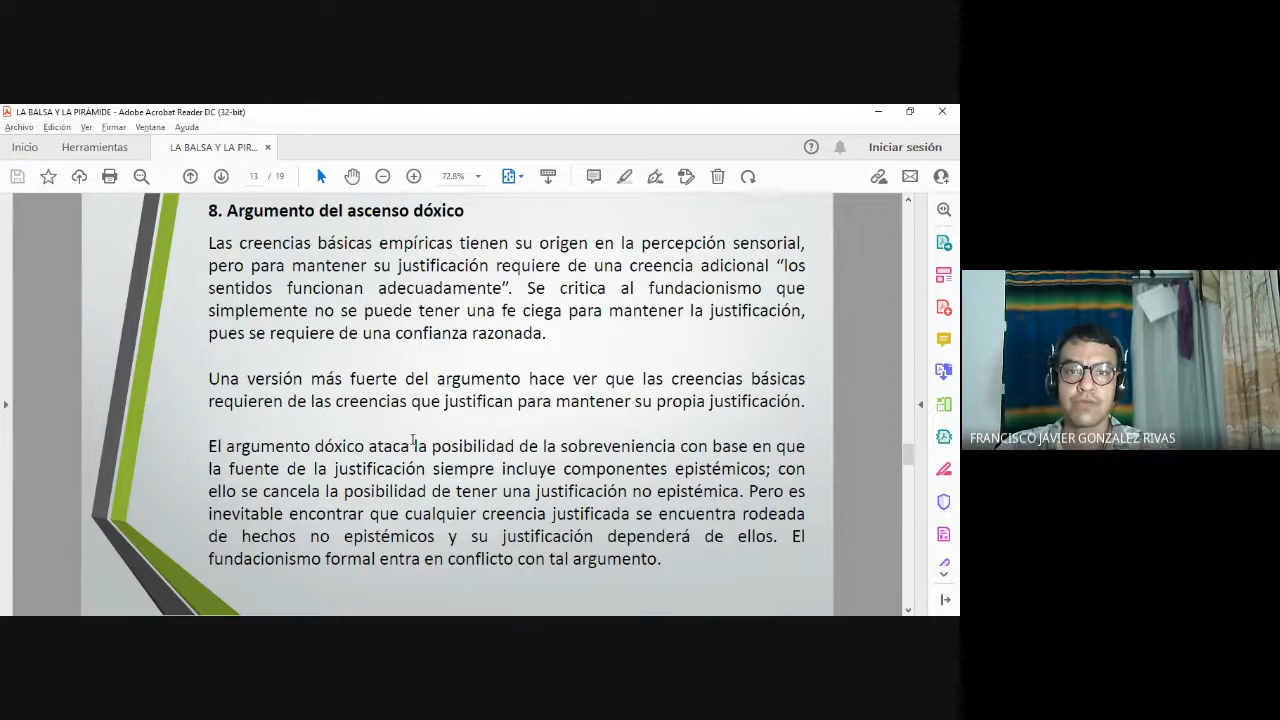 LA BALSA Y LA PIRÁMIDE - Adobe Acrobat Reader DC (32-bit)
Archivo Edición Ver Firmar Ventana Ayuda
Inicio Herramientas LA BALSA Y LA PIR... × Iniciar sesión
13 / 19 72.8%
8. Argumento del ascenso dóxico
Las creencias básicas empíricas tienen su origen en la percepción sensorial,
pero para mantener su justificación requiere de una creencia adicional “los
sentidos funcionan adecuadamente”. Se critica al fundacionismo que
simplemente no se puede tener una fe ciega para mantener la justificación,
pues se requiere de una confianza razonada.
Una versión más fuerte del argumento hace ver que las creencias básicas
requieren de las creencias que justifican para mantener su propia justificación.
El argumento dóxico ataca la posibilidad de la sobreveniencia con base en que
la fuente de la justificación siempre incluye componentes epistémicos; con
ello se cancela la posibilidad de tener una justificación no epistémica. Pero es
inevitable encontrar que cualquier creencia justificada se encuentra rodeada
de hechos no epistémicos y su justificación dependerá de ellos. El
fundacionismo formal entra en conflicto con tal argumento.
FRANCISCO JAVIER GONZALEZ RIVAS